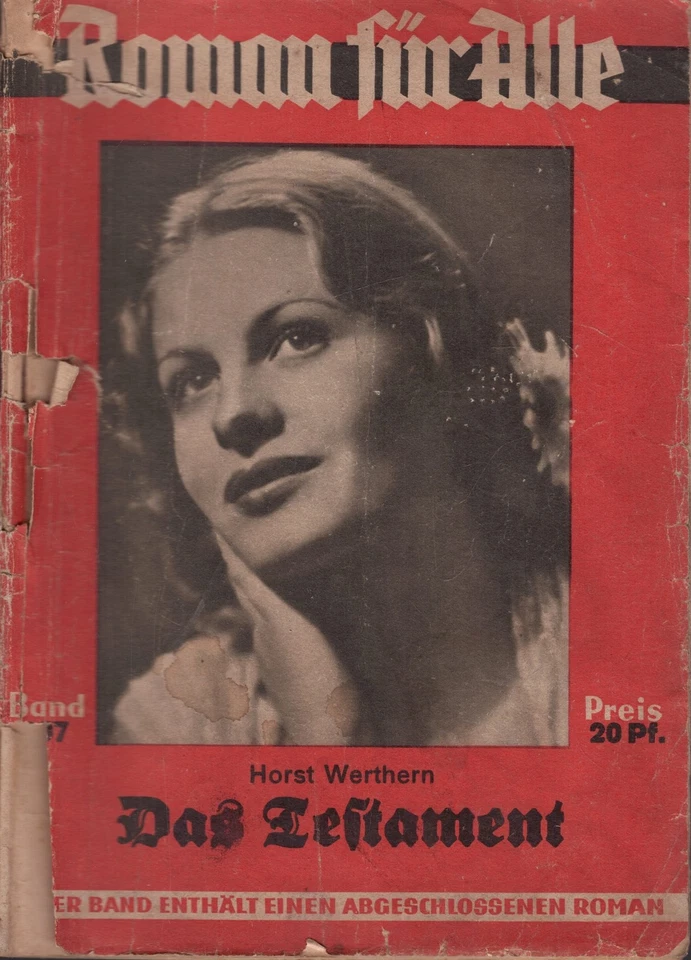 Roman für Alle
Band
Preis
20 Pf.
Horst Werthern
Das Teſtament
ER BAND ENTHÄLT EINEN ABGESCHLOSSENEN ROMAN